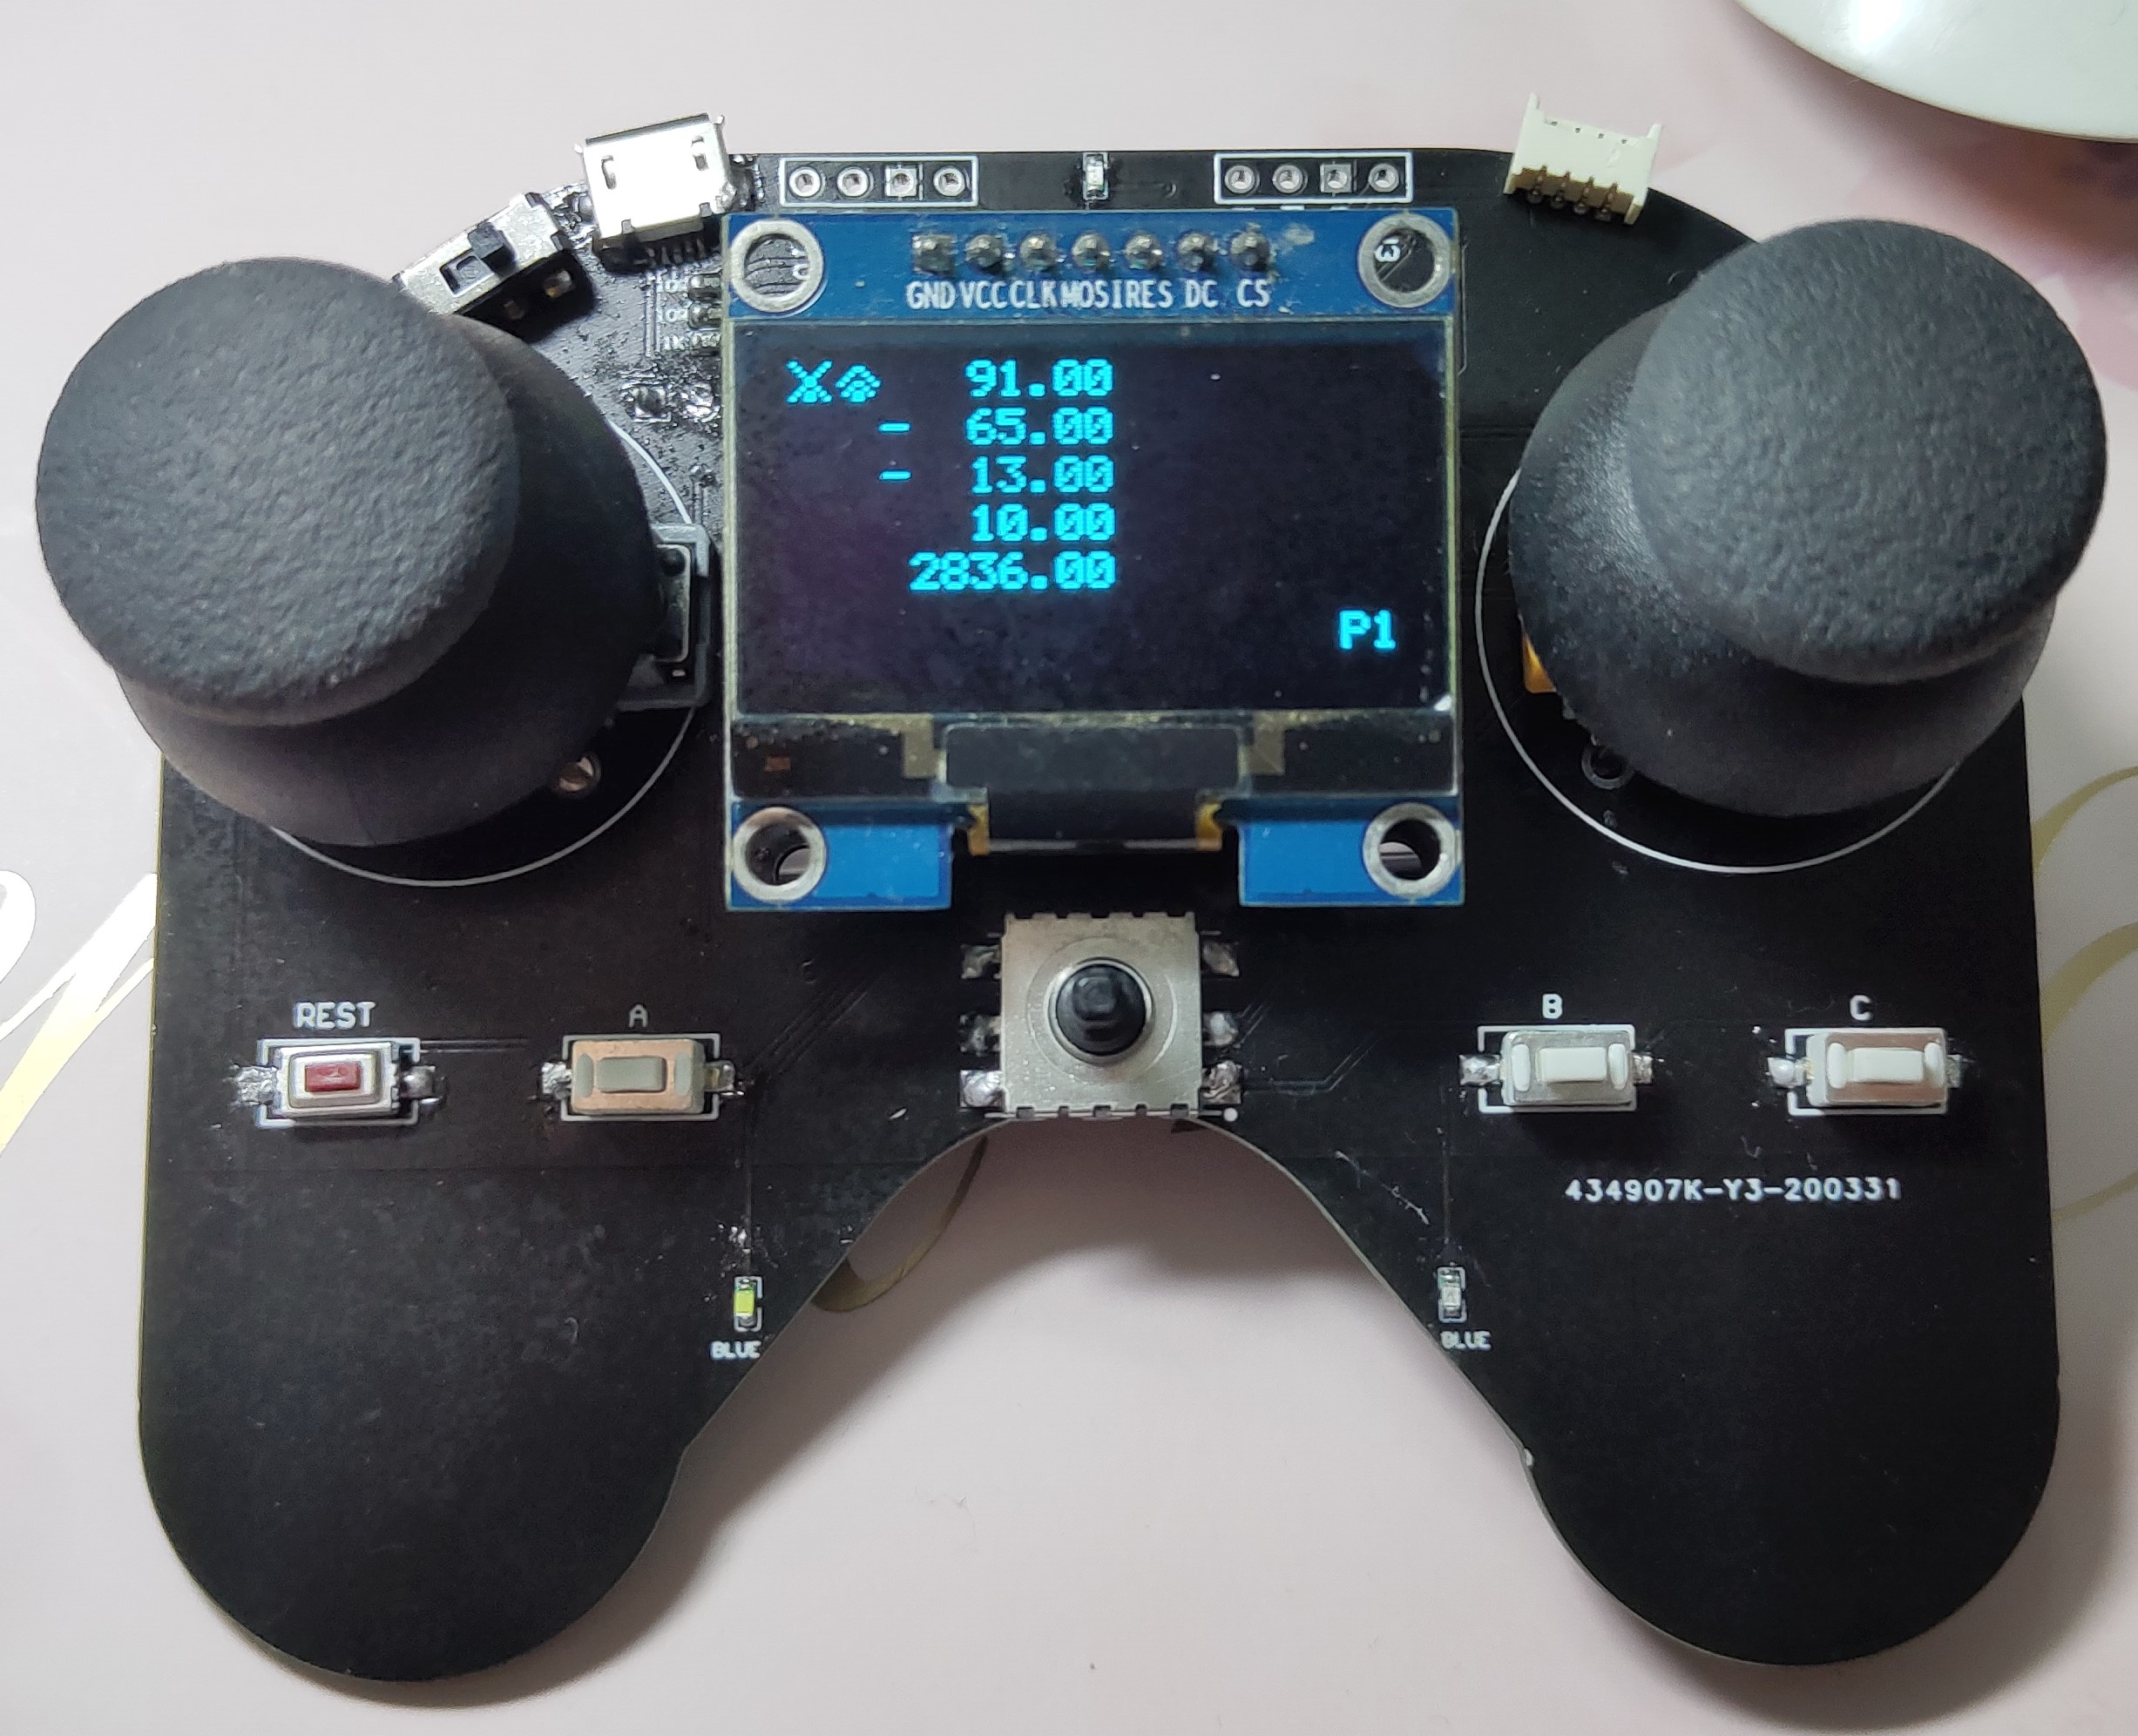 GND VCC CLK MOSI RES DC CS
X 91.00
- 65.00
- 13.00
10.00
2836.00
P1
REST
A
B
C
434907K-Y3-200331
BLUE
BLUE